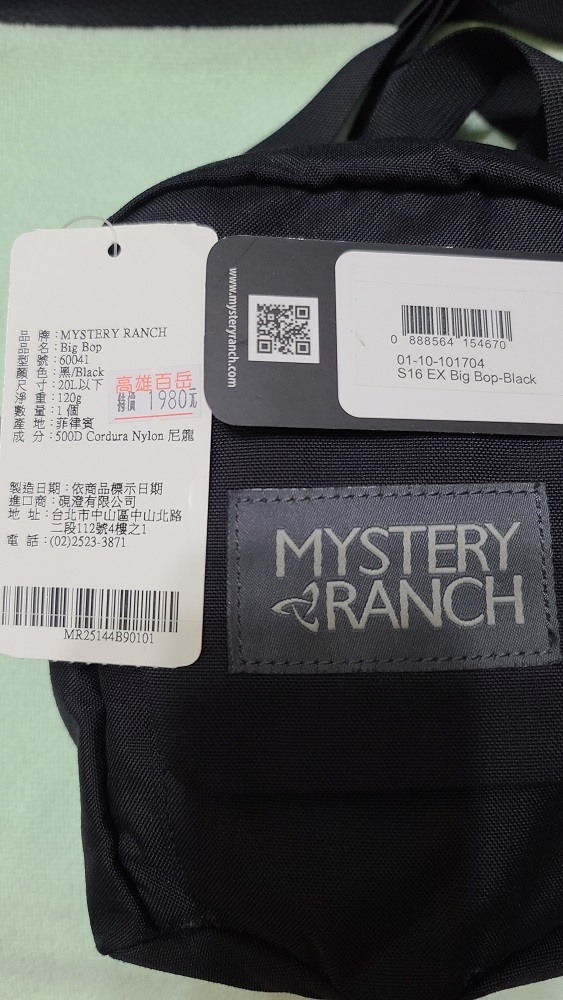 品 牌:MYSTERY RANCH
品 名:Big Bop
型 號:60041
顏 色:黑/Black
尺 寸:20L以下
淨 重:120g
數 量:1 個
產 地:菲律賓
成 分:500D Cordura Nylon 尼龍
高雄百岳
特價 1980元
製造日期:依商品標示日期
進口商:硯澄有限公司
地 址:台北市中山區中山北路
二段112號4樓之1
電 話:(02)2523-3871
MR25144B90101
www.mysteryranch.com
0 888564 154670
01-10-101704
S16 EX Big Bop-Black
MYSTERY
RANCH